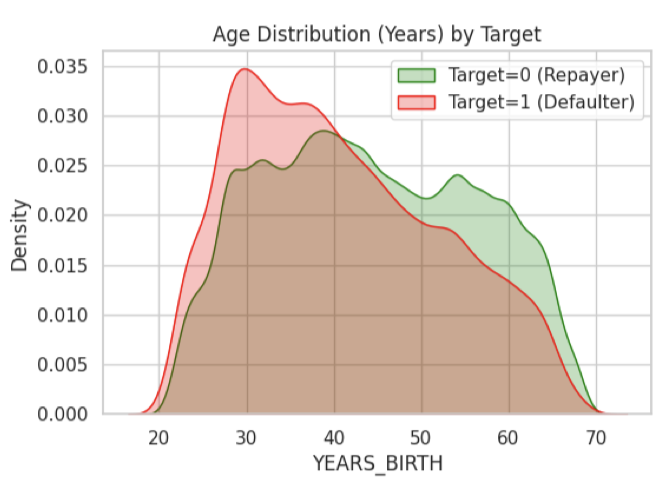 Age Distribution (Years) by Target
Target=0 (Repayer)
Target=1 (Defaulter)
0.035
0.030
0.025
0.020
0.015
0.010
0.005
0.000
Density
20 30 40 50 60 70
YEARS_BIRTH